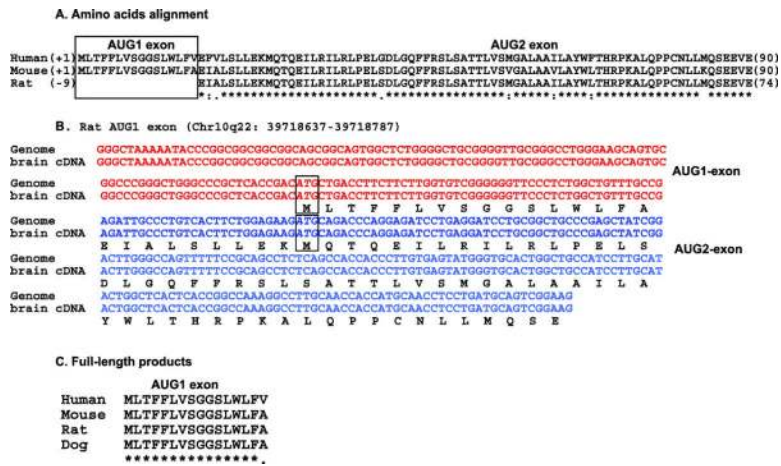 A. Amino acids alignment
AUG1 exon AUG2 exon
Human(+1)MLTFFLVSGGSLWLFVEFVLSLLEKMQTQEILRILRLPELGDLGQFFRSLSATTLVSMGALAAILAYWFTHRPKALQPPCNLLMQSEEVE(90)
Mouse(+1)MLTFFLVSGGSLWLFAEIALSLLEKMQTQEILRILRLPELSDLGQFFRSLSATTLVSVGALAAVLAYWLTHRPKALQPPCNLLMQSEEVE(90)
Rat (-9) EIALSLLEKMQTQEILRILRLPELSDLGQFFRSLSATTLVSMGALAAILAYWLTHRPKALQPPCNLLMQSEEVE(74)
B. Rat AUG1 exon (Chr10q22: 39718637-39718787)
Genome GGGCTAAAAATACCCGGCGGCGGCGGCAGCGGCAGTGGCTCTGGGGCTGCGGGGTTGCGGGCCTGGGAAGCAGTGC
brain cDNA GGGCTAAAAATACCCGGCGGCGGCGGCAGCGGCAGTGGCTCTGGGGCTGCGGGGTTGCGGGCCTGGGAAGCAGTGC
AUG1-exon
Genome GGCCCGGGCTGGGCCCGCTCACCGACATGCTGACCTTCTTCTTGGTGTCGGGGGGTTCCCTCTGGCTGTTTGCCG
brain cDNA GGCCCGGGCTGGGCCCGCTCACCGACATGCTGACCTTCTTCTTGGTGTCGGGGGGTTCCCTCTGGCTGTTTGCCG
M L T F F L V S G G S L W L F A
Genome AGATTGCCCTGTCACTTCTGGAGAAGATGCAGACCCAGGAGATCCTGAGGATCCTGCGGCTGCCCGAGCTATCGG
brain cDNA AGATTGCCCTGTCACTTCTGGAGAAGATGCAGACCCAGGAGATCCTGAGGATCCTGCGGCTGCCCGAGCTATCGG
E I A L S L L E K M Q T Q E I L R I L R L P E L S
AUG2-exon
Genome ACTTGGGCCAGTTTTTCCGCAGCCTCTCAGCCACCACCCTTGTGAGTATGGGTGCACTGGCTGCCATCCTTGCAT
brain cDNA ACTTGGGCCAGTTTTTCCGCAGCCTCTCAGCCACCACCCTTGTGAGTATGGGTGCACTGGCTGCCATCCTTGCAT
D L G Q F F R S L S A T T L V S M G A L A A I L A
Genome ACTGGCTCACTCACCGGCCAAAGGCCTTGCAACCACCATGCAACCTCCTGATGCAGTCGGAAG
brain cDNA ACTGGCTCACTCACCGGCCAAAGGCCTTGCAACCACCATGCAACCTCCTGATGCAGTCGGAAG
Y W L T H R P K A L Q P P C N L L M Q S E
C. Full-length products
AUG1 exon
Human MLTFFLVSGGSLWLFV
Mouse MLTFFLVSGGSLWLFA
Rat MLTFFLVSGGSLWLFA
Dog MLTFFLVSGGSLWLFA
***************.